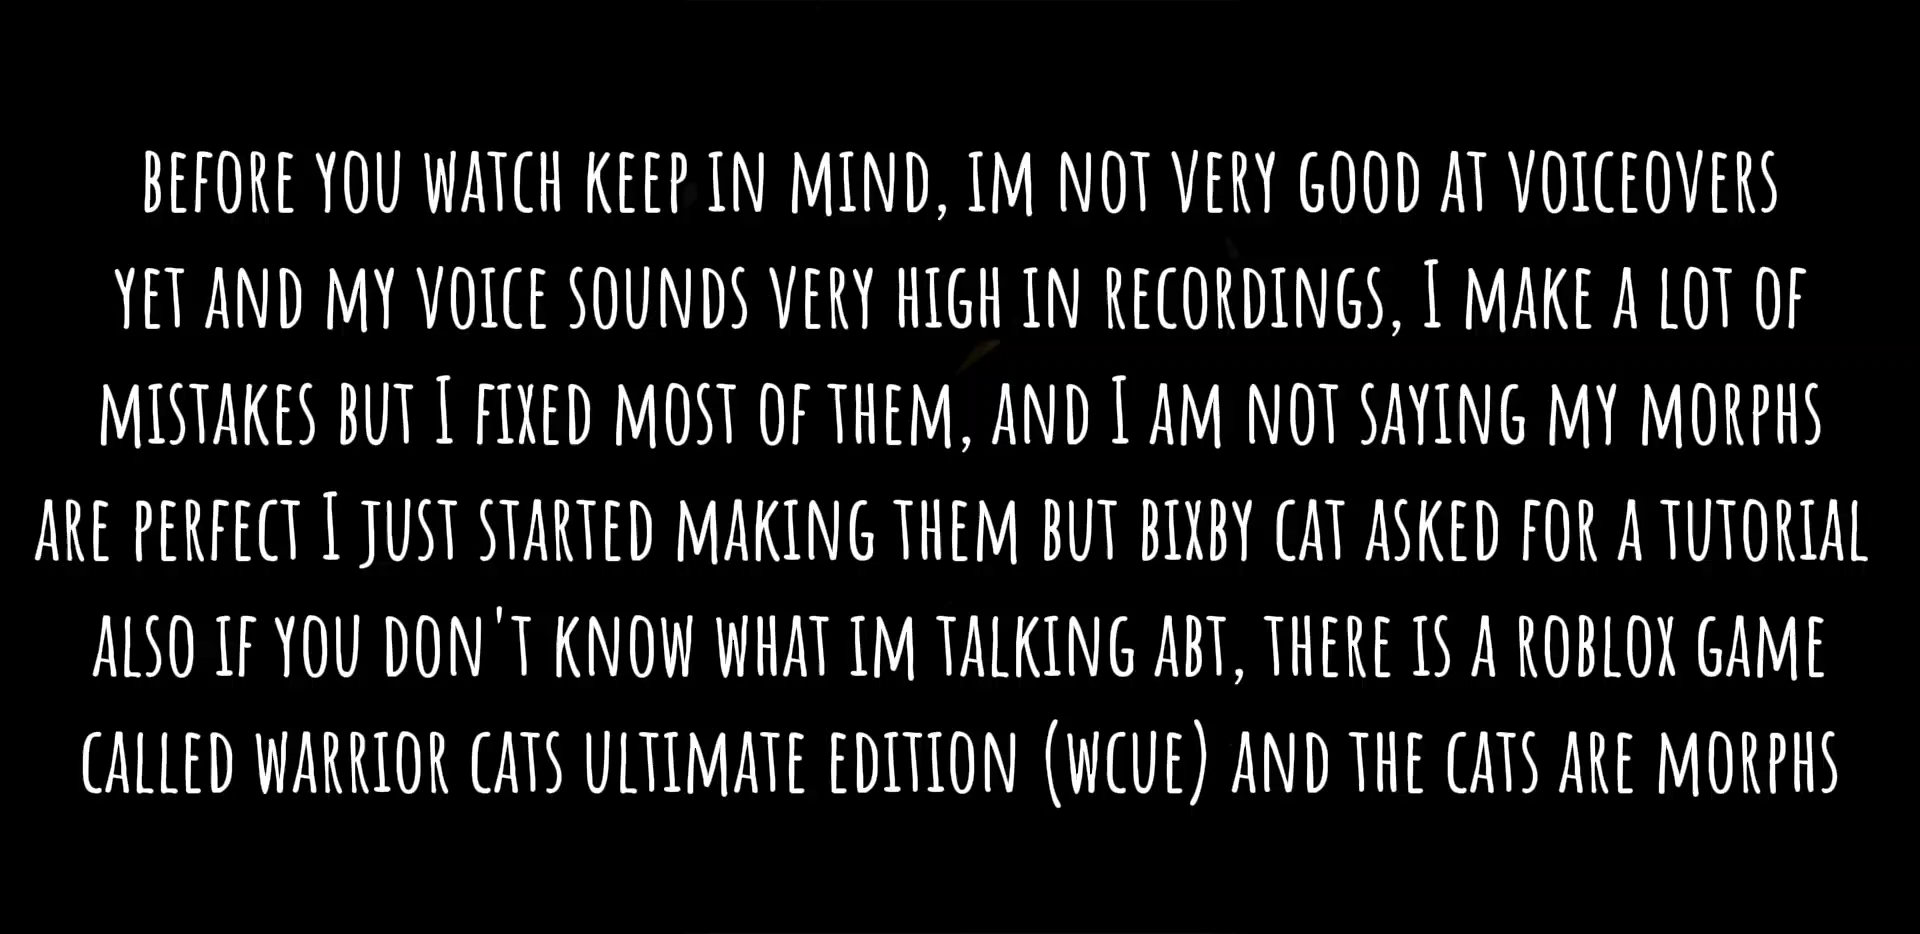 BEFORE YOU WATCH KEEP IN MIND, IM NOT VERY GOOD AT VOICEOVERS
YET AND MY VOICE SOUNDS VERY HIGH IN RECORDINGS, I MAKE A LOT OF
MISTAKES BUT I FIXED MOST OF THEM, AND I AM NOT SAYING MY MORPHS
ARE PERFECT I JUST STARTED MAKING THEM BUT BIXBY CAT ASKED FOR A TUTORIAL
ALSO IF YOU DON'T KNOW WHAT IM TALKING ABT, THERE IS A ROBLOX GAME
CALLED WARRIOR CATS ULTIMATE EDITION (WCUE) AND THE CATS ARE MORPHS